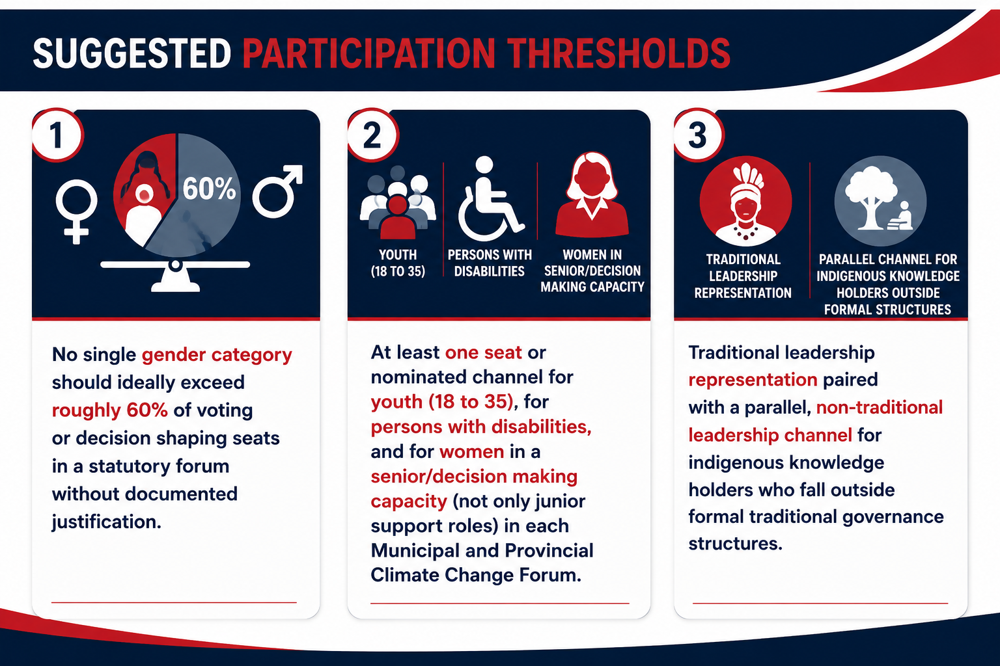 SUGGESTED PARTICIPATION THRESHOLDS
1
60%
No single gender category
should ideally exceed
roughly 60% of voting
or decision shaping seats
in a statutory forum
without documented
justification.
2
YOUTH
(18 TO 35)
PERSONS WITH
DISABILITIES
WOMEN IN
SENIOR/DECISION
MAKING CAPACITY
At least one seat or
nominated channel for
youth (18 to 35), for
persons with disabilities,
and for women in a
senior/decision making
capacity (not only junior
support roles) in each
Municipal and Provincial
Climate Change Forum.
3
TRADITIONAL
LEADERSHIP
REPRESENTATION
PARALLEL CHANNEL FOR
INDIGENOUS KNOWLEDGE
HOLDERS OUTSIDE
FORMAL STRUCTURES
Traditional leadership
representation paired
with a parallel, non-traditional
leadership channel for
indigenous knowledge
holders who fall outside
formal traditional governance
structures.